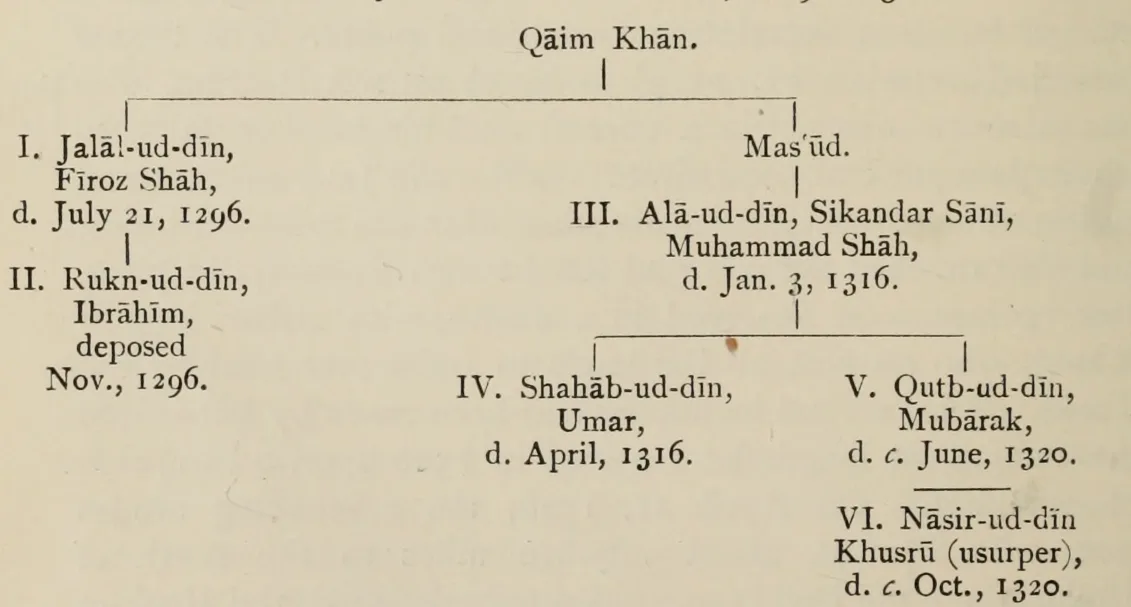 Qāim Khān.
I. Jalāl-ud-dīn,
Fīroz Shāh,
d. July 21, 1296.
II. Rukn-ud-dīn,
Ibrāhīm,
deposed
Nov., 1296.
Mas'ūd.
III. Alā-ud-dīn, Sikandar Sānī,
Muhammad Shāh,
d. Jan. 3, 1316.
IV. Shahāb-ud-dīn,
Umar,
d. April, 1316.
V. Qutb-ud-dīn,
Mubārak,
d. c. June, 1320.
VI. Nāsir-ud-dīn
Khusrū (usurper),
d. c. Oct., 1320.